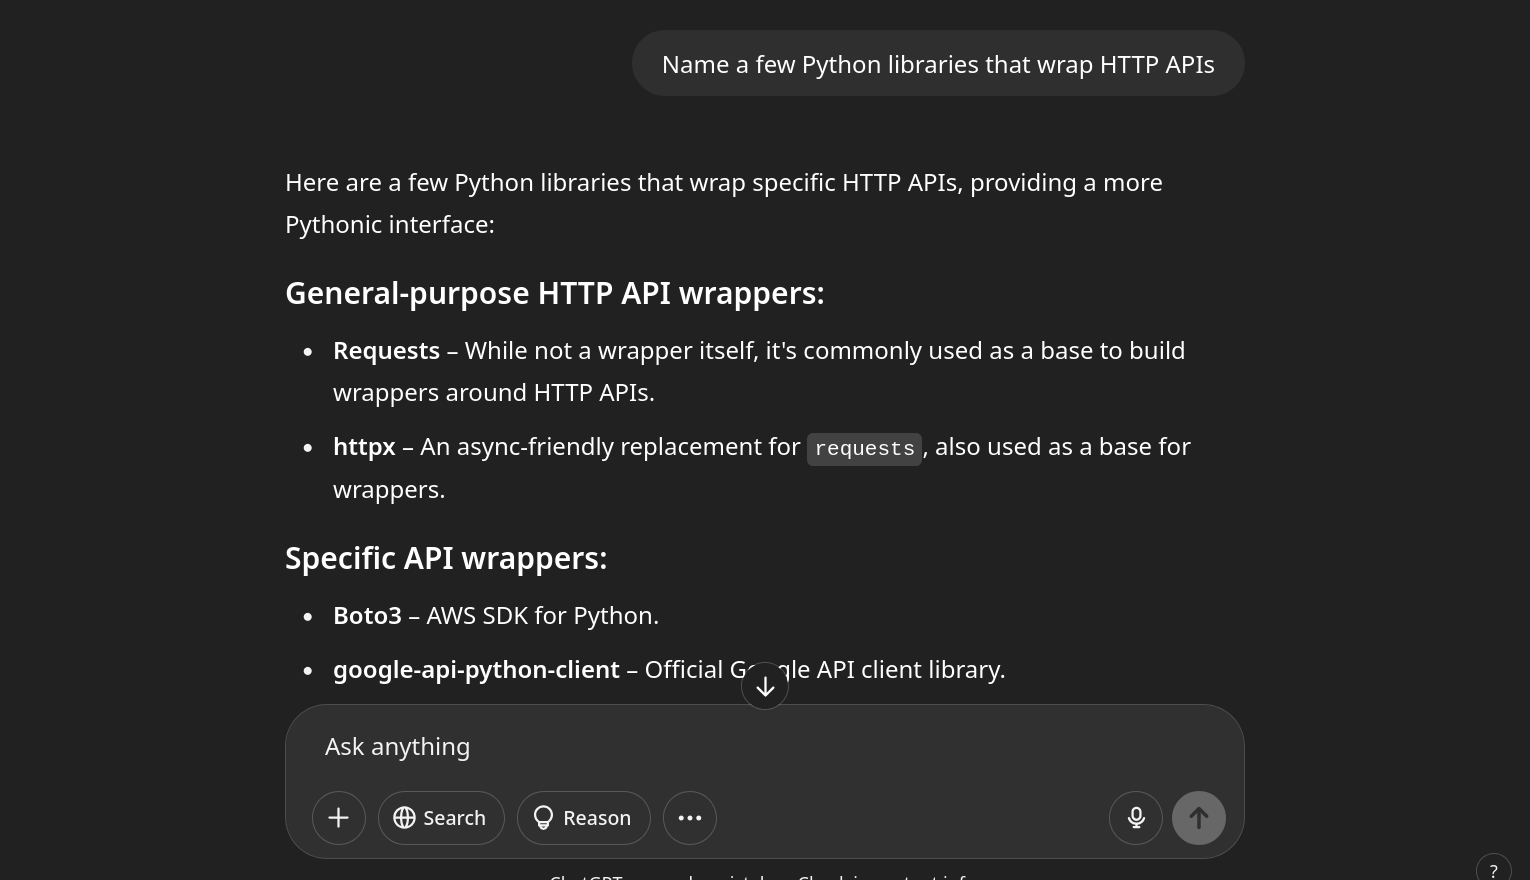 Name a few Python libraries that wrap HTTP APIs
Here are a few Python libraries that wrap specific HTTP APIs, providing a more
Pythonic interface:
General-purpose HTTP API wrappers:
• Requests – While not a wrapper itself, it's commonly used as a base to build
wrappers around HTTP APIs.
• httpx – An async-friendly replacement for requests, also used as a base for
wrappers.
Specific API wrappers:
• Boto3 – AWS SDK for Python.
• google-api-python-client – Official Google API client library.
Ask anything
Search
Reason
?